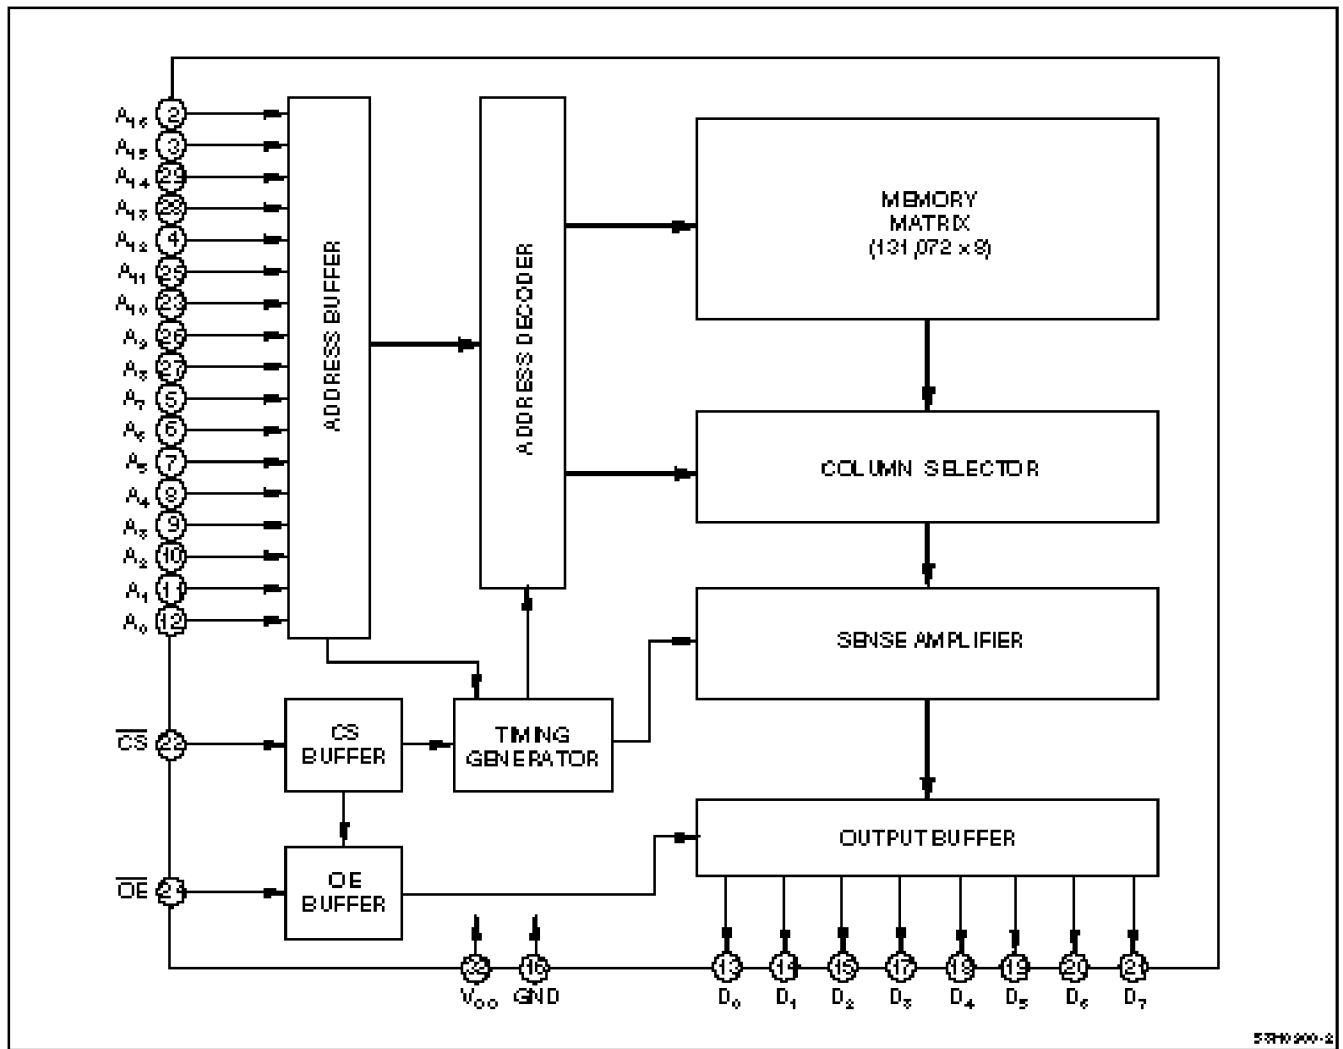 A16 2
A15 3
A14 29
A13 28
A12 4
A11 25
A10 23
A9 26
A8 27
A7 5
A6 6
A5 7
A4 8
A3 9
A2 10
A1 11
A0 12
ADDRESS BUFFER
ADDRESS DECODER
MEMORY
MATRIX
(131,072 x 8)
COLUMN SELECTOR
SENSE AMPLIFIER
CS 22
CS
BUFFER
TIMING
GENERATOR
OUTPUT BUFFER
OE
OE
BUFFER
32 16 13 14 15 17 18 19 20 21
VCC GND D0 D1 D2 D3 D4 D5 D6 D7